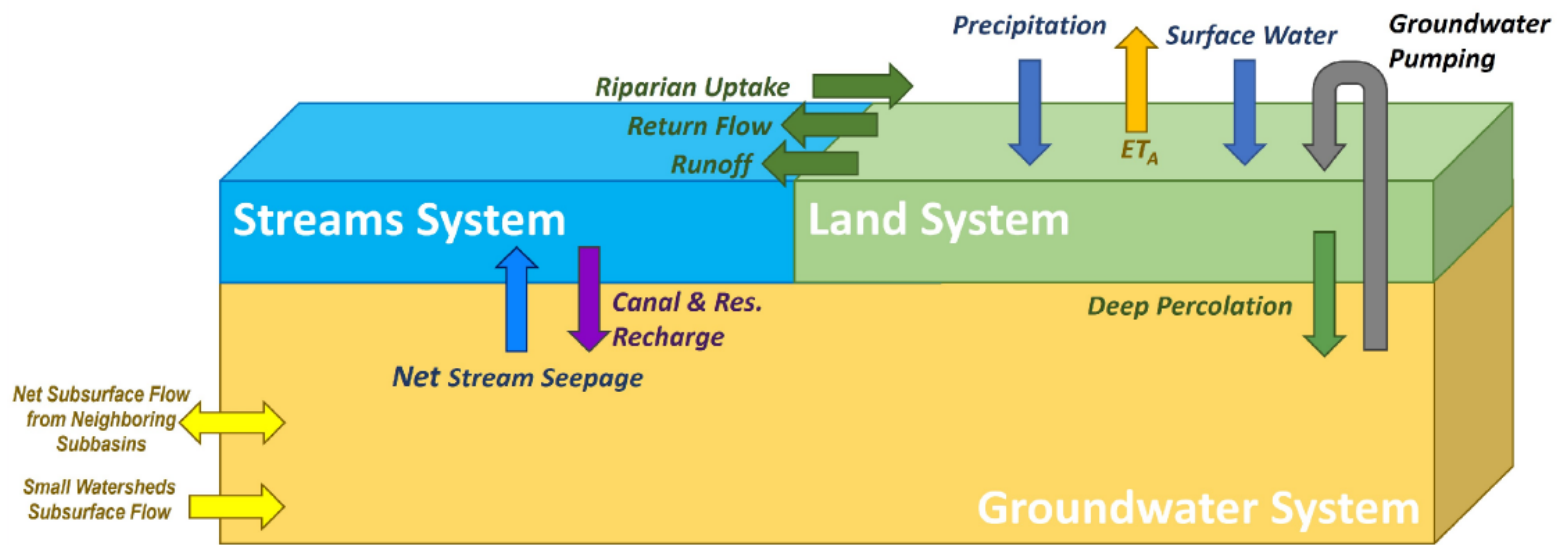 Precipitation
Surface Water
Groundwater
Pumping
Riparian Uptake
Return Flow
Runoff
ETA
Streams System
Land System
Canal & Res.
Recharge
Deep Percolation
Net Stream Seepage
Net Subsurface Flow
from Neighboring
Subbasins
Small Watersheds
Subsurface Flow
Groundwater System